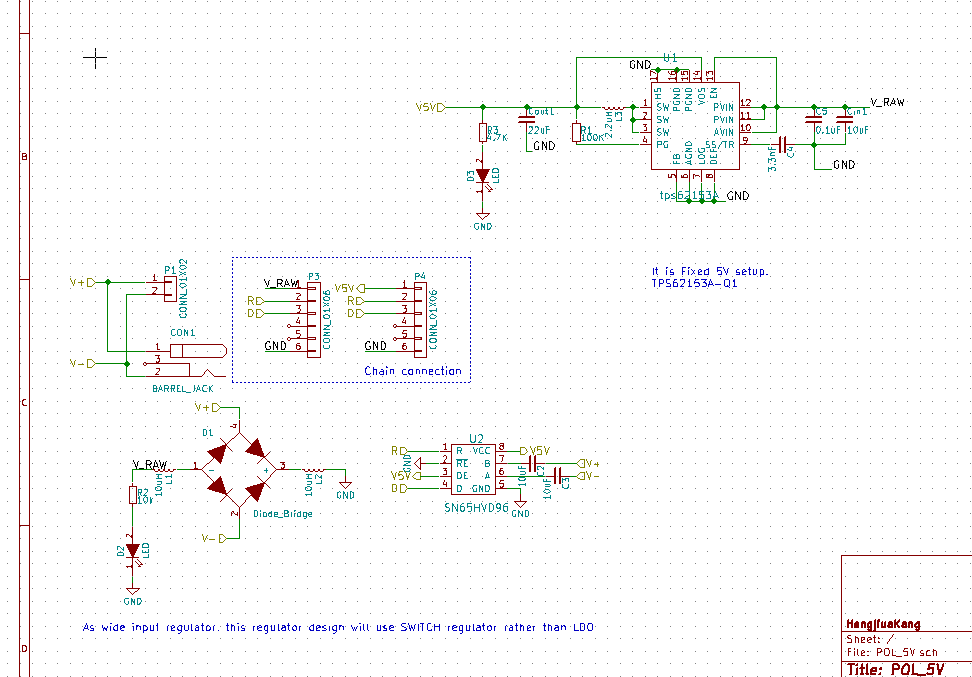 U1
GND
17 16 15 14 13
HS PGND PGND VOS EN
V5V
Cout1
22uF
GND
R3
4.7K
R1
100K
2.2uH
L3
1 SW
2 SW
3 SW
4 PG
PVIN 12
PVIN 11
AVIN 10
SS/TR 9
V_RAW
C5
0.1uF
Cin1
10uF
3.3nF
C4
GND
FB AGND LOG DEF
5 6 7 8
tps62153A
GND
2
D3
LED
1
GND
It is Fixed 5V setup.
TPS62153A-Q1
B
V+
V-
P1
1
2
CONN_01X02
CON1
1
3
2
BARREL_JACK
P3
V_RAW 1
R 2
D 3
4
5
GND 6
CONN_01X06
P4
V5V 1
R 2
D 3
4
5
GND 6
CONN_01X06
Chain connection
C
V+
D1
4
V_RAW
10uH
L1
1 - + 3
10uH
L2
GND
R2
10k
2
Diode_Bridge
V-
2
D2
LED
1
GND
U2
R 1 R VCC 8 V5V
GND 2 RE B 7
V5V 3 DE A 6
D 4 D GND 5
SN65HVD96
GND
10uF
C2
10uF
C3
V+
V-
As wide input regulator, this regulator design will use SWITCH regulator rather than LDO
D
HengjfuaKang
Sheet: /
File: POL_5V sch
Title: POL_5V